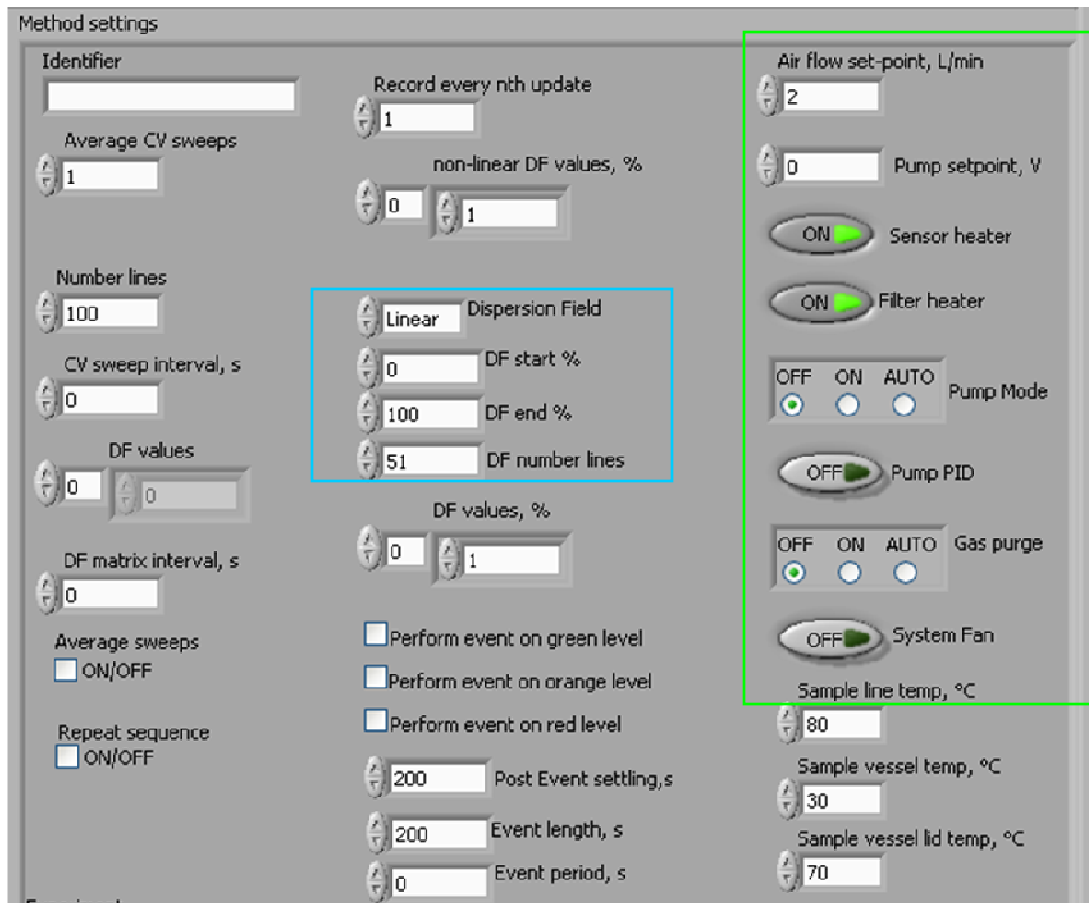 Method settings
Identifier
Average CV sweeps
1
Number lines
100
CV sweep interval, s
0
DF values
0 0
DF matrix interval, s
0
Average sweeps
ON/OFF
Repeat sequence
ON/OFF
Record every nth update
1
non-linear DF values, %
0 1
Linear Dispersion Field
0 DF start %
100 DF end %
51 DF number lines
DF values, %
0 1
Perform event on green level
Perform event on orange level
Perform event on red level
200 Post Event settling,s
200 Event length, s
0 Event period, s
Air flow set-point, L/min
2
0 Pump setpoint, V
ON Sensor heater
ON Filter heater
OFF ON AUTO Pump Mode
OFF Pump PID
OFF ON AUTO Gas purge
OFF System Fan
Sample line temp, °C
80
Sample vessel temp, °C
30
Sample vessel lid temp, °C
70